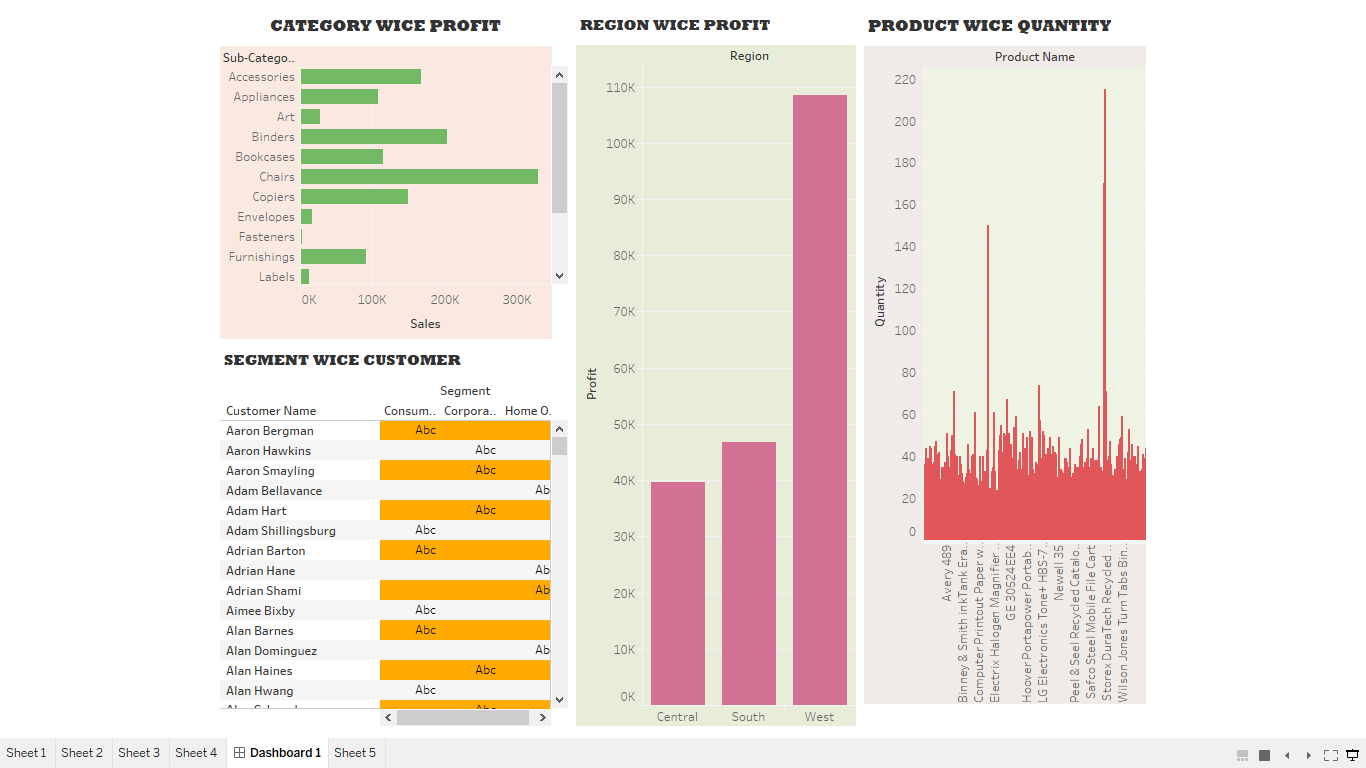 CATEGORY WICE PROFIT
Sub-Catego..
Accessories
Appliances
Art
Binders
Bookcases
Chairs
Copiers
Envelopes
Fasteners
Furnishings
Labels
0K 100K 200K 300K
Sales
SEGMENT WICE CUSTOMER
Segment
Customer Name Consum.. Corpora.. Home O.
Aaron Bergman Abc
Aaron Hawkins Abc
Aaron Smayling Abc
Adam Bellavance Ab
Adam Hart Abc
Adam Shillingsburg Abc
Adrian Barton Abc
Adrian Hane Ab
Adrian Shami Ab
Aimee Bixby Abc
Alan Barnes Abc
Alan Dominguez Ab
Alan Haines Abc
Alan Hwang Abc
REGION WICE PROFIT
Region
110K
100K
90K
80K
70K
60K
50K
40K
30K
20K
10K
0K
Profit
Central South West
PRODUCT WICE QUANTITY
Product Name
220
200
180
160
140
120
100
80
60
40
20
0
Quantity
Avery 489
Binney & Smith inkTank Era..
Computer Printout Paper w..
Electrix Halogen Magnifier ..
GE 30524EE4
Hoover Portapower Portab..
LG Electronics Tone+ HBS-7..
Newell 35
Peel & Seel Recycled Catalo..
Safco Steel Mobile File Cart
Storex DuraTech Recycled ..
Wilson Jones Turn Tabs Bin..
Sheet 1 Sheet 2 Sheet 3 Sheet 4 Dashboard 1 Sheet 5